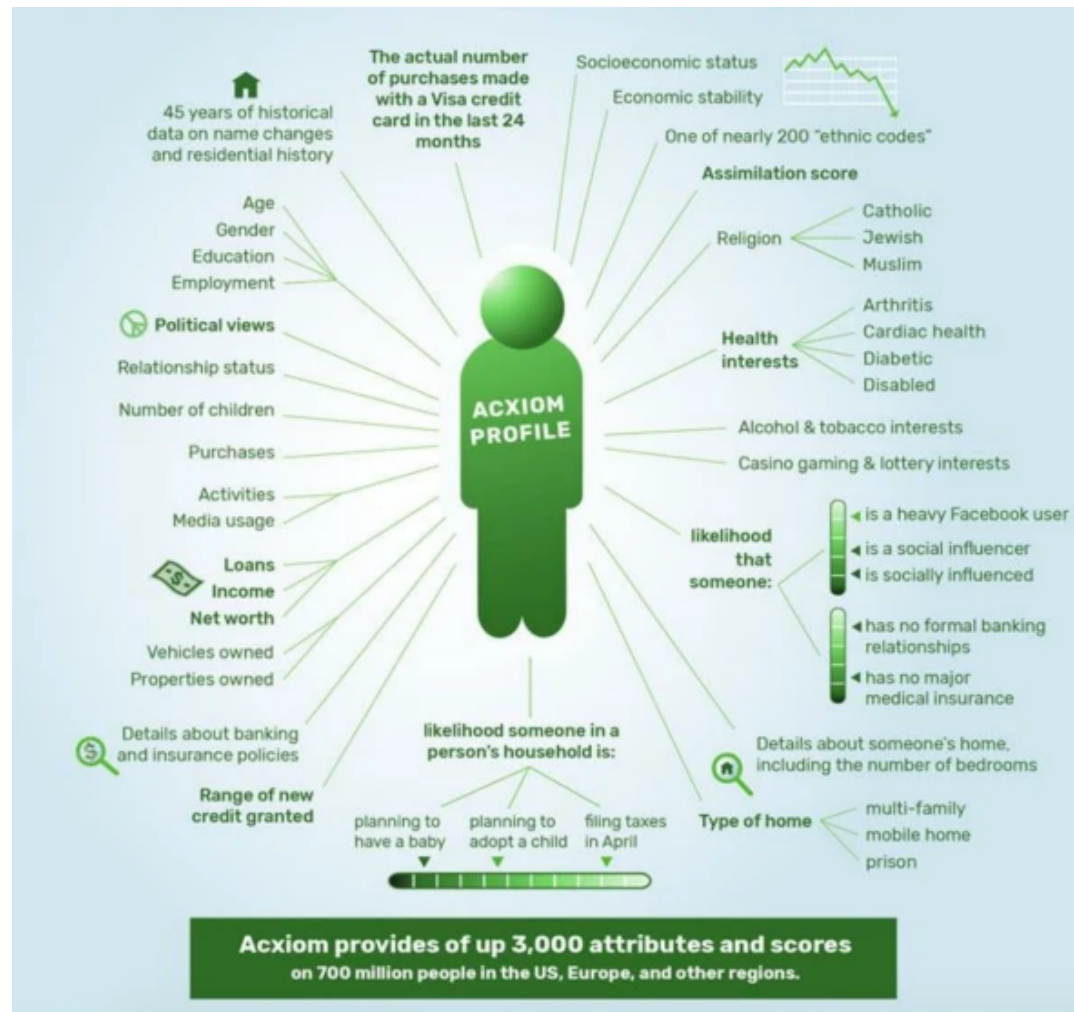 The actual number
of purchases made
with a Visa credit
card in the last 24
months
45 years of historical
data on name changes
and residential history
Age
Gender
Education
Employment
Political views
Relationship status
Number of children
Purchases
Activities
Media usage
Loans
$
Income
Net worth
Vehicles owned
Properties owned
$
Details about banking
and insurance policies
Range of new
credit granted
ACXIOM
PROFILE
Socioeconomic status
Economic stability
One of nearly 200 "ethnic codes"
Assimilation score
Religion
Catholic
Jewish
Muslim
Health
interests
Arthritis
Cardiac health
Diabetic
Disabled
Alcohol & tobacco interests
Casino gaming & lottery interests
likelihood
that
someone:
is a heavy Facebook user
is a social influencer
is socially influenced
has no formal banking
relationships
has no major
medical insurance
Details about someone's home,
including the number of bedrooms
Type of home
multi-family
mobile home
prison
likelihood someone in a
person's household is:
planning to
have a baby
planning to
adopt a child
filing taxes
in April
Acxiom provides of up 3,000 attributes and scores
on 700 million people in the US, Europe, and other regions.